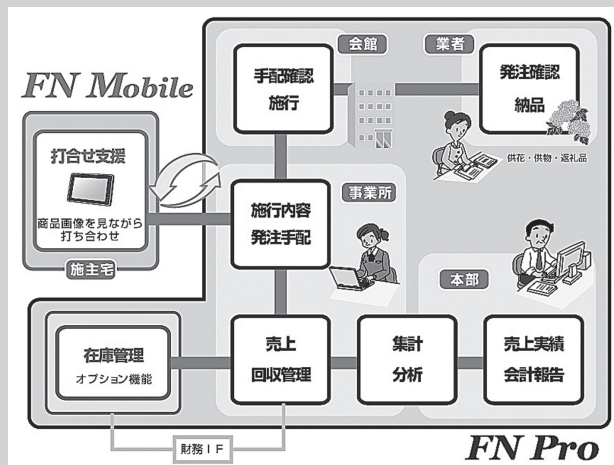 会館
業者
手配確認
施行
発注確認
納品
供花・供物・返礼品
FN Mobile
打合せ支援
商品画像を見ながら
打ち合わせ
施主宅
事業所
施行内容
発注手配
本部
在庫管理
オプション機能
売上
回収管理
集計
分析
売上実績
会計報告
財務IF
FN Pro